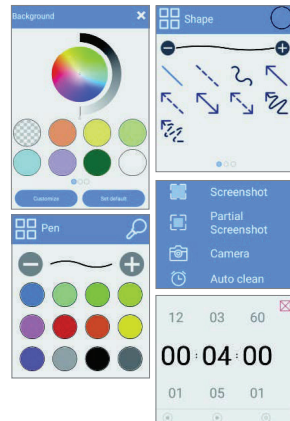 Background
Customize
Set default
Pen
Shape
Screenshot
Partial
Screenshot
Camera
Auto clean
12 03 60
00 : 04 : 00
01 05 01